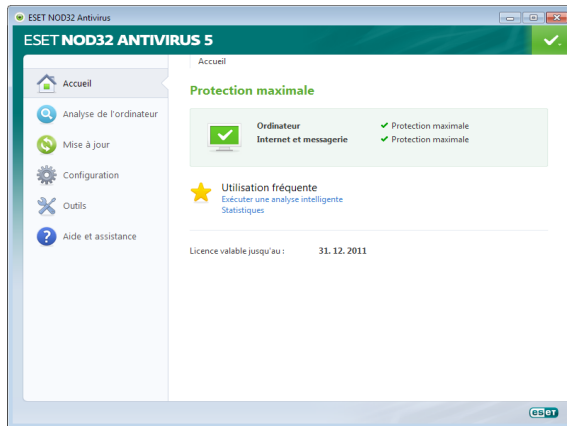 ESET NOD32 Antivirus
ESET NOD32 ANTIVIRUS 5
Accueil
Accueil
Protection maximale
Ordinateur ✔ Protection maximale
Internet et messagerie ✔ Protection maximale
Analyse de l'ordinateur
Mise à jour
Configuration
Outils
Aide et assistance
Utilisation fréquente
Exécuter une analyse intelligente
Statistiques
Licence valable jusqu'au : 31. 12. 2011
eset